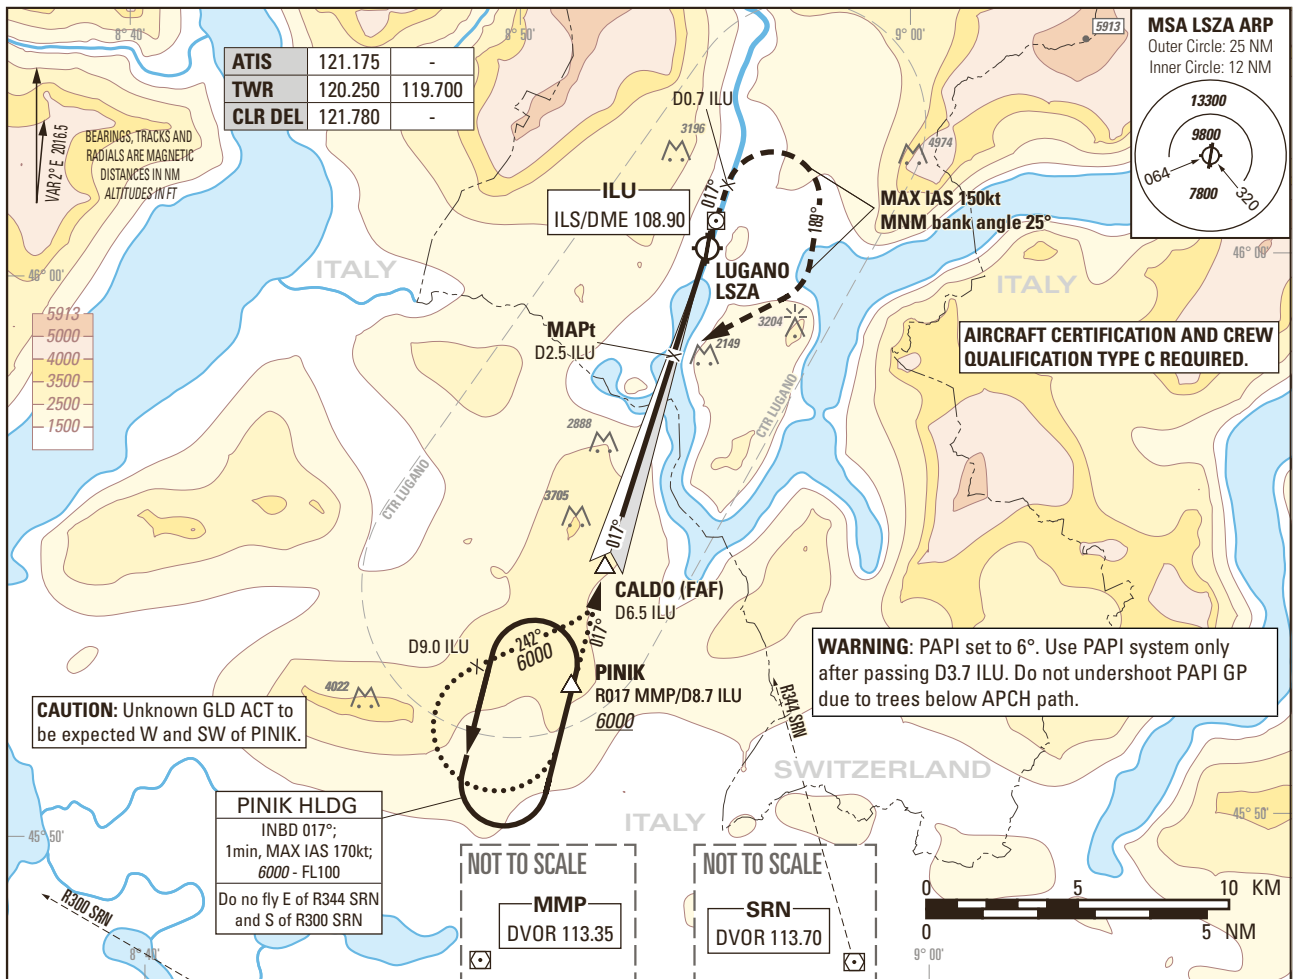 8° 40'
8° 50'
9° 00'
5913
MSA LSZA ARP
Outer Circle: 25 NM
Inner Circle: 12 NM
13300
9800
7800
064
320
ATIS 121.175 -
TWR 120.250 119.700
CLR DEL 121.780 -
VAR 2° E 2016.5
BEARINGS, TRACKS AND
RADIALS ARE MAGNETIC
DISTANCES IN NM
ALTITUDES IN FT
D0.7 ILU
3196
4974
ILU
ILS/DME 108.90
017°
189°
MAX IAS 150kt
MNM bank angle 25°
ITALY
46° 00'
46° 00'
LUGANO
LSZA
ITALY
5913
5000
4000
3500
2500
1500
MAPt
D2.5 ILU
3204
2149
AIRCRAFT CERTIFICATION AND CREW
QUALIFICATION TYPE C REQUIRED.
CTR LUGANO
2888
CTR LUGANO
3705
017°
CALDO (FAF)
D6.5 ILU
D9.0 ILU
242°
6000
017°
PINIK
R017 MMP/D8.7 ILU
6000
WARNING: PAPI set to 6°. Use PAPI system only
after passing D3.7 ILU. Do not undershoot PAPI GP
due to trees below APCH path.
4022
CAUTION: Unknown GLD ACT to
be expected W and SW of PINIK.
R344 SRN
SWITZERLAND
PINIK HLDG
INBD 017°;
1min, MAX IAS 170kt;
6000 - FL100
Do no fly E of R344 SRN
and S of R300 SRN
ITALY
45° 50'
45° 50'
NOT TO SCALE
MMP
DVOR 113.35
NOT TO SCALE
SRN
DVOR 113.70
0 5 10 KM
0 5 NM
R300 SRN
8° 40'
9° 00'